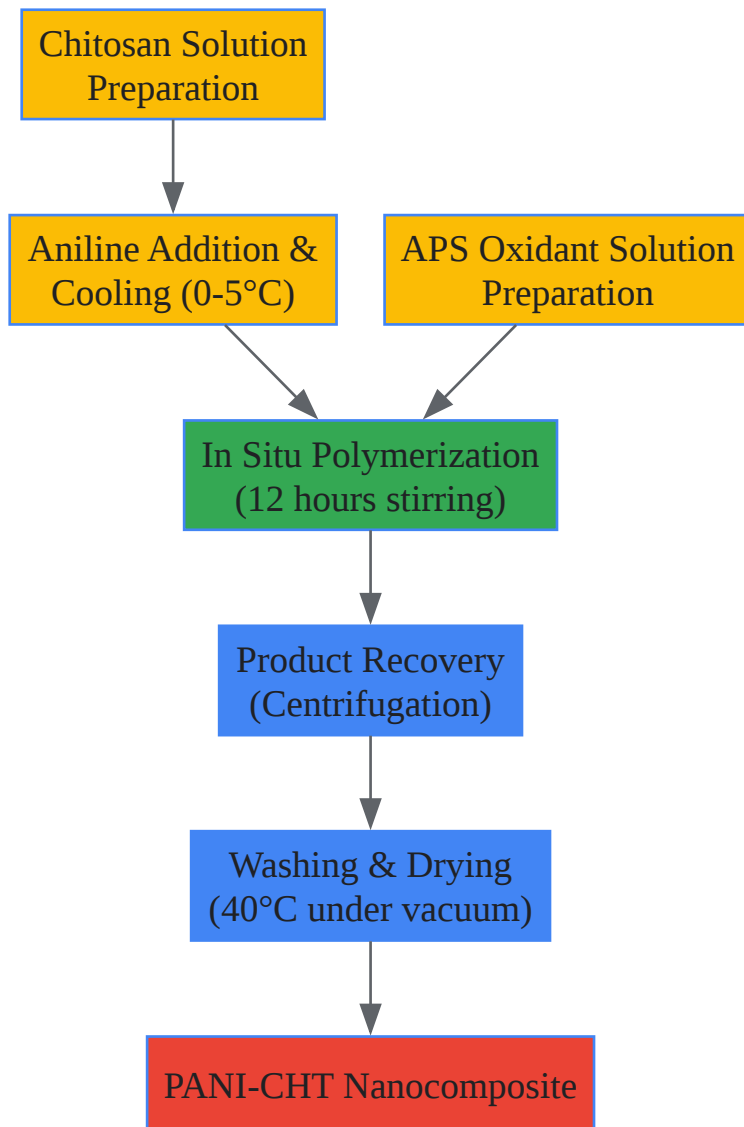 Chitosan Solution
Preparation
Aniline Addition &
Cooling (0-5°C)
APS Oxidant Solution
Preparation
In Situ Polymerization
(12 hours stirring)
Product Recovery
(Centrifugation)
Washing & Drying
(40°C under vacuum)
PANI-CHT Nanocomposite